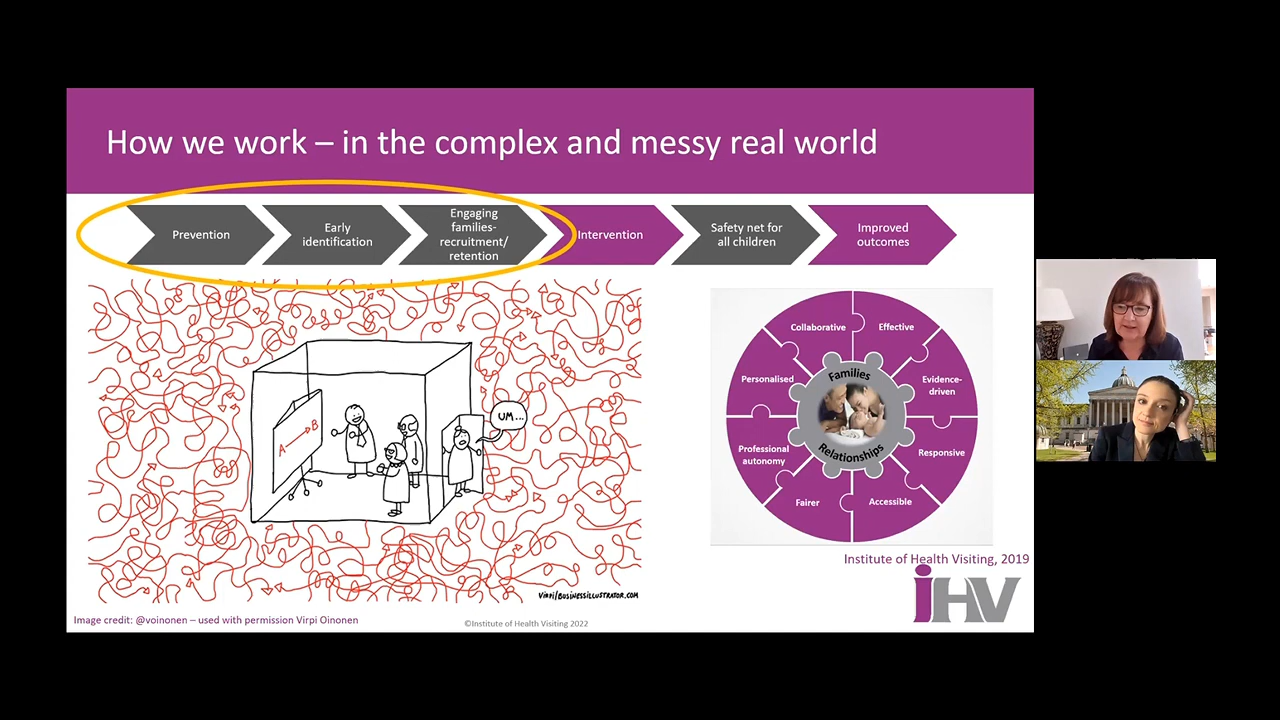 How we work – in the complex and messy real world
Prevention
Early
identification
Engaging
families-
recruitment/
retention
Intervention
Safety net for
all children
Improved
outcomes
A
B
UM...
VIRPI/BUSINESSILLUSTRATOR.COM
Collaborative
Effective
Personalised
Evidence-
driven
Professional
autonomy
Responsive
Fairer
Accessible
Families
Relationships
Institute of Health Visiting, 2019
iHV
Image credit: @voinonen – used with permission Virpi Oinonen
©Institute of Health Visiting 2022